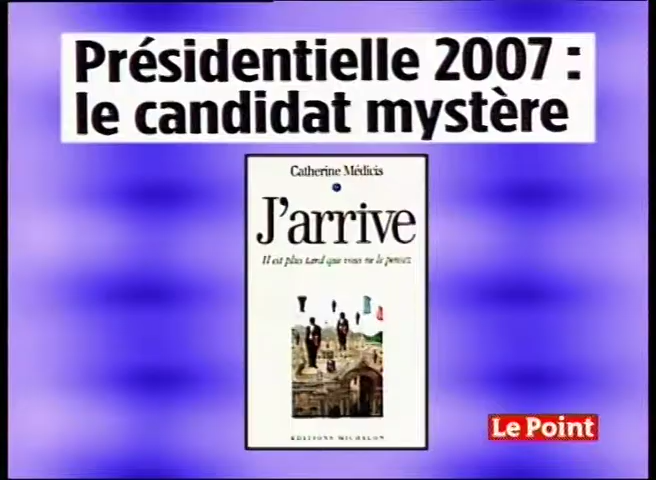 Présidentielle 2007 :
le candidat mystère
Catherine Médicis
J'arrive
Il est plus tard que vous ne le pensez
EDITIONS MICHALON
Le Point